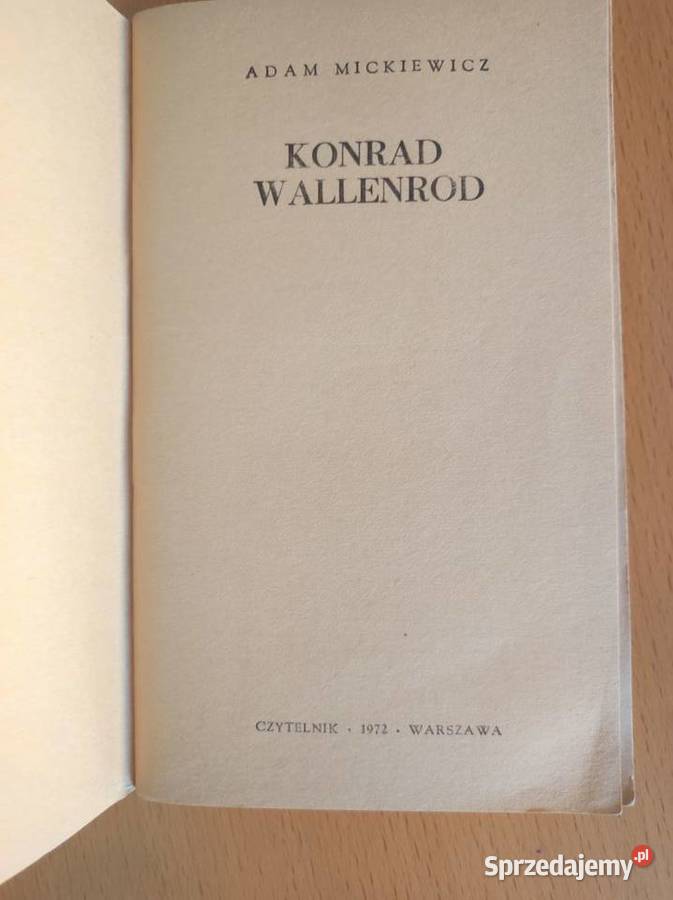 ADAM MICKIEWICZ
KONRAD
WALLENROD
CZYTELNIK · 1972 · WARSZAWA
Sprzedajemy.pl